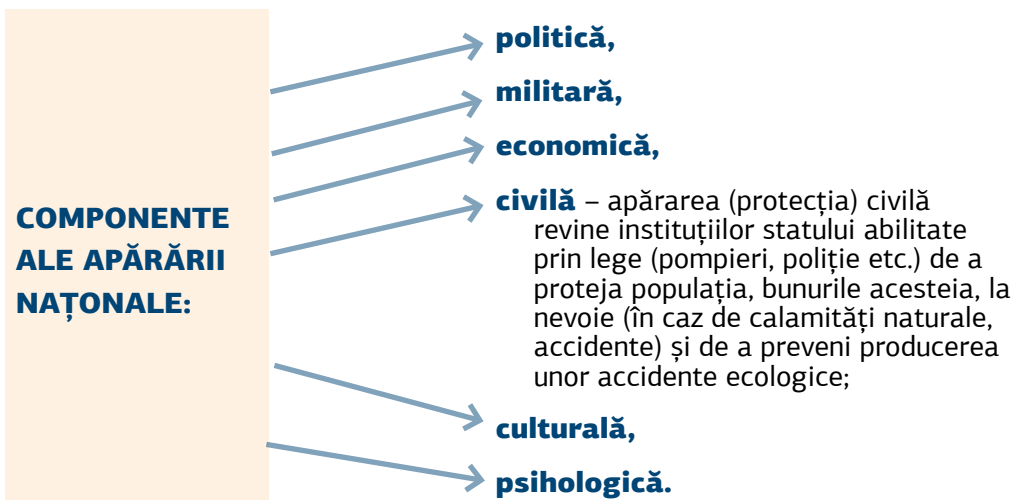 COMPONENTE
ALE APĂRĂRII
NAȚONALE:
politică,
militară,
economică,
civilă – apărarea (protecția) civilă
revine instituțiilor statului abilitate
prin lege (pompieri, poliție etc.) de a
proteja populația, bunurile acesteia, la
nevoie (în caz de calamități naturale,
accidente) și de a preveni producerea
unor accidente ecologice;
culturală,
psihologică.